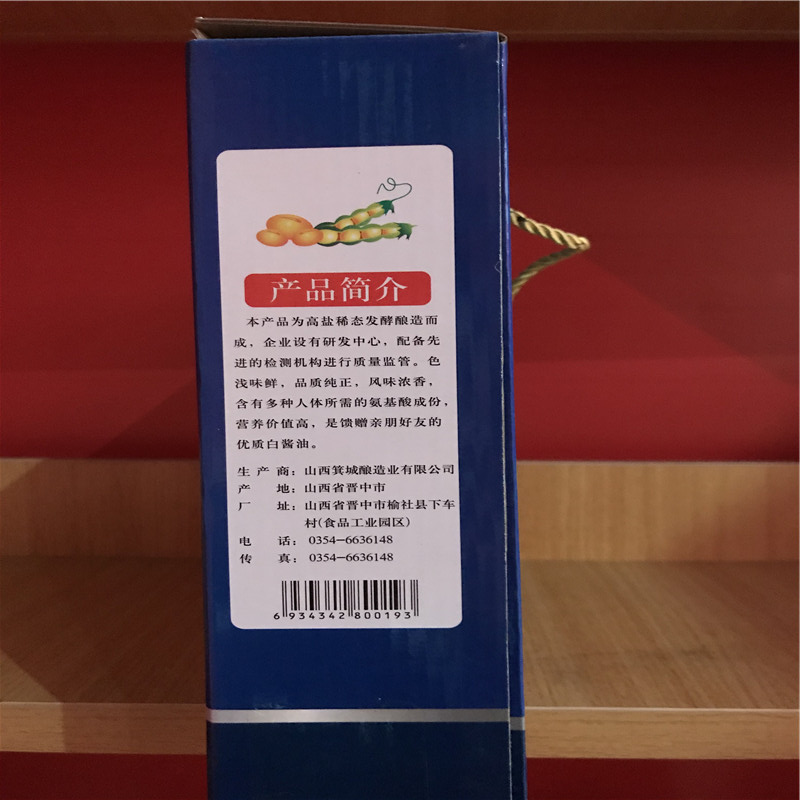 产品简介
本产品为高盐稀态发酵酿造而
成，企业设有研发中心，配备先
进的检测机构进行质量监管。色
浅味鲜，品质纯正，风味浓香，
含有多种人体所需的氨基酸成份，
营养价值高，是馈赠亲朋好友的
优质白酱油。
生产商：山西箕城酿造业有限公司
产地：山西省晋中市
厂址：山西省晋中市榆社县下车
村(食品工业园区)
电话：0354-6636148
传真：0354-6636148
6 934342 800193